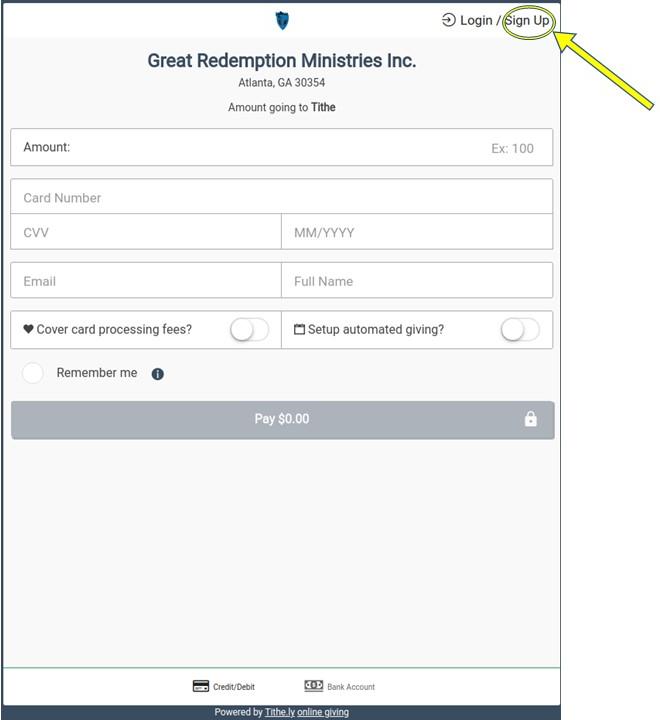 Login / Sign Up
Great Redemption Ministries Inc.
Atlanta, GA 30354
Amount going to Tithe
Amount: Ex: 100
Card Number
CVV MM/YYYY
Email Full Name
Cover card processing fees? Setup automated giving?
Remember me
Pay $0.00
Credit/Debit Bank Account
Powered by Tithe.ly online giving